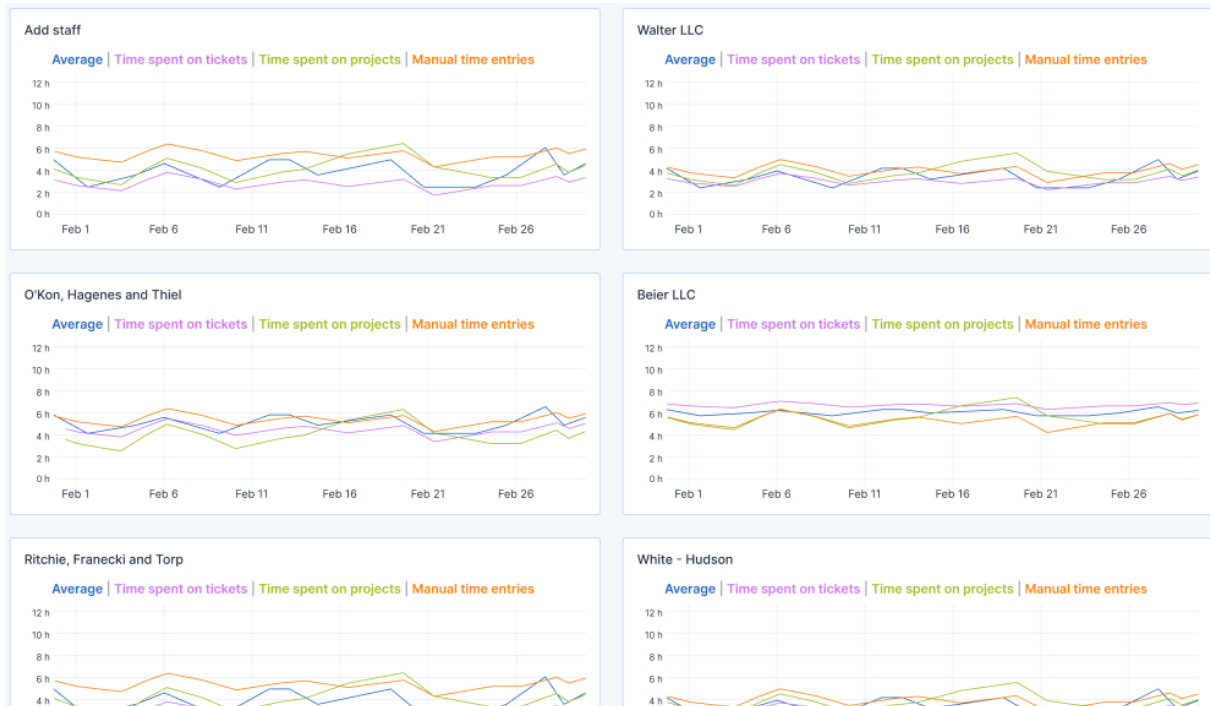 Add staff
Average | Time spent on tickets | Time spent on projects | Manual time entries
12 h
10 h
8 h
6 h
4 h
2 h
0 h
Feb 1 Feb 6 Feb 11 Feb 16 Feb 21 Feb 26
Walter LLC
Average | Time spent on tickets | Time spent on projects | Manual time entries
12 h
10 h
8 h
6 h
4 h
2 h
0 h
Feb 1 Feb 6 Feb 11 Feb 16 Feb 21 Feb 26
O'Kon, Hagenes and Thiel
Average | Time spent on tickets | Time spent on projects | Manual time entries
12 h
10 h
8 h
6 h
4 h
2 h
0 h
Feb 1 Feb 6 Feb 11 Feb 16 Feb 21 Feb 26
Beier LLC
Average | Time spent on tickets | Time spent on projects | Manual time entries
12 h
10 h
8 h
6 h
4 h
2 h
0 h
Feb 1 Feb 6 Feb 11 Feb 16 Feb 21 Feb 26
Ritchie, Franecki and Torp
Average | Time spent on tickets | Time spent on projects | Manual time entries
12 h
10 h
8 h
6 h
4 h
White - Hudson
Average | Time spent on tickets | Time spent on projects | Manual time entries
12 h
10 h
8 h
6 h
4 h